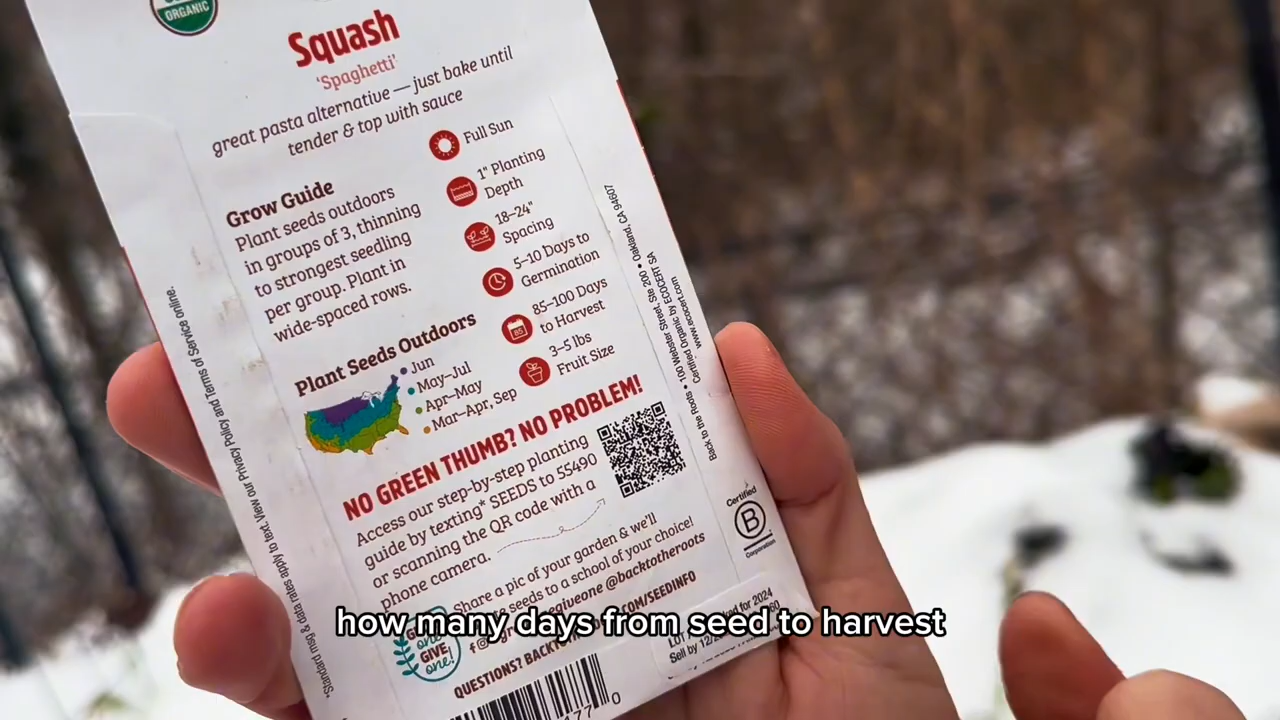 ORGANIC
Squash
'Spaghetti'
great pasta alternative — just bake until
tender & top with sauce
Grow Guide
Plant seeds outdoors
in groups of 3, thinning
to strongest seedling
per group. Plant in
wide-spaced rows.
Full Sun
1" Planting
Depth
18–24"
Spacing
5–10 Days to
Germination
85–100 Days
to Harvest
85
3–5 lbs
Fruit Size
Plant Seeds Outdoors
Jun
May–Jul
Apr–May
Mar–Apr, Sep
NO GREEN THUMB? NO PROBLEM!
Access our step-by-step planting
guide by texting* SEEDS to 55490
or scanning the QR code with a
phone camera.
Share a pic of your garden & we'll
seeds to a school of your choice!
giveone @backtotheroots
one
GIVE
one!
QUESTIONS?
.COM/SEEDINFO
*Standard msg & data rates apply to text. View our Privacy Policy and Terms of Service online.
Back to the Roots • 100 Webster Street, Ste 200 • Oakland, CA 94607
Certified Organic by ECOCERT SA
www.ecocert.com
Certified
B
Corporation
for 2024
LOT
Sell by 12/
how many days from seed to harvest